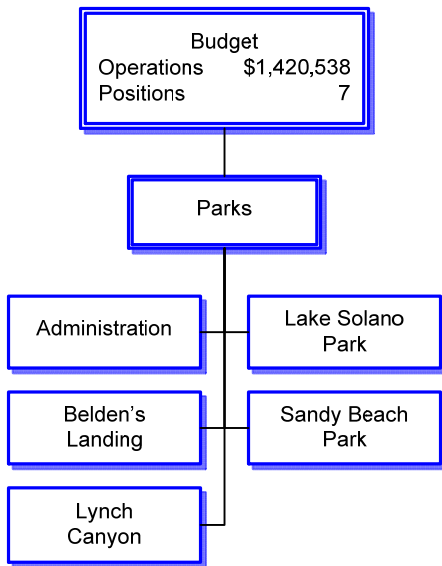 Budget
Operations $1,420,538
Positions 7
Parks
Administration
Lake Solano
Park
Belden’s
Landing
Sandy Beach
Park
Lynch
Canyon